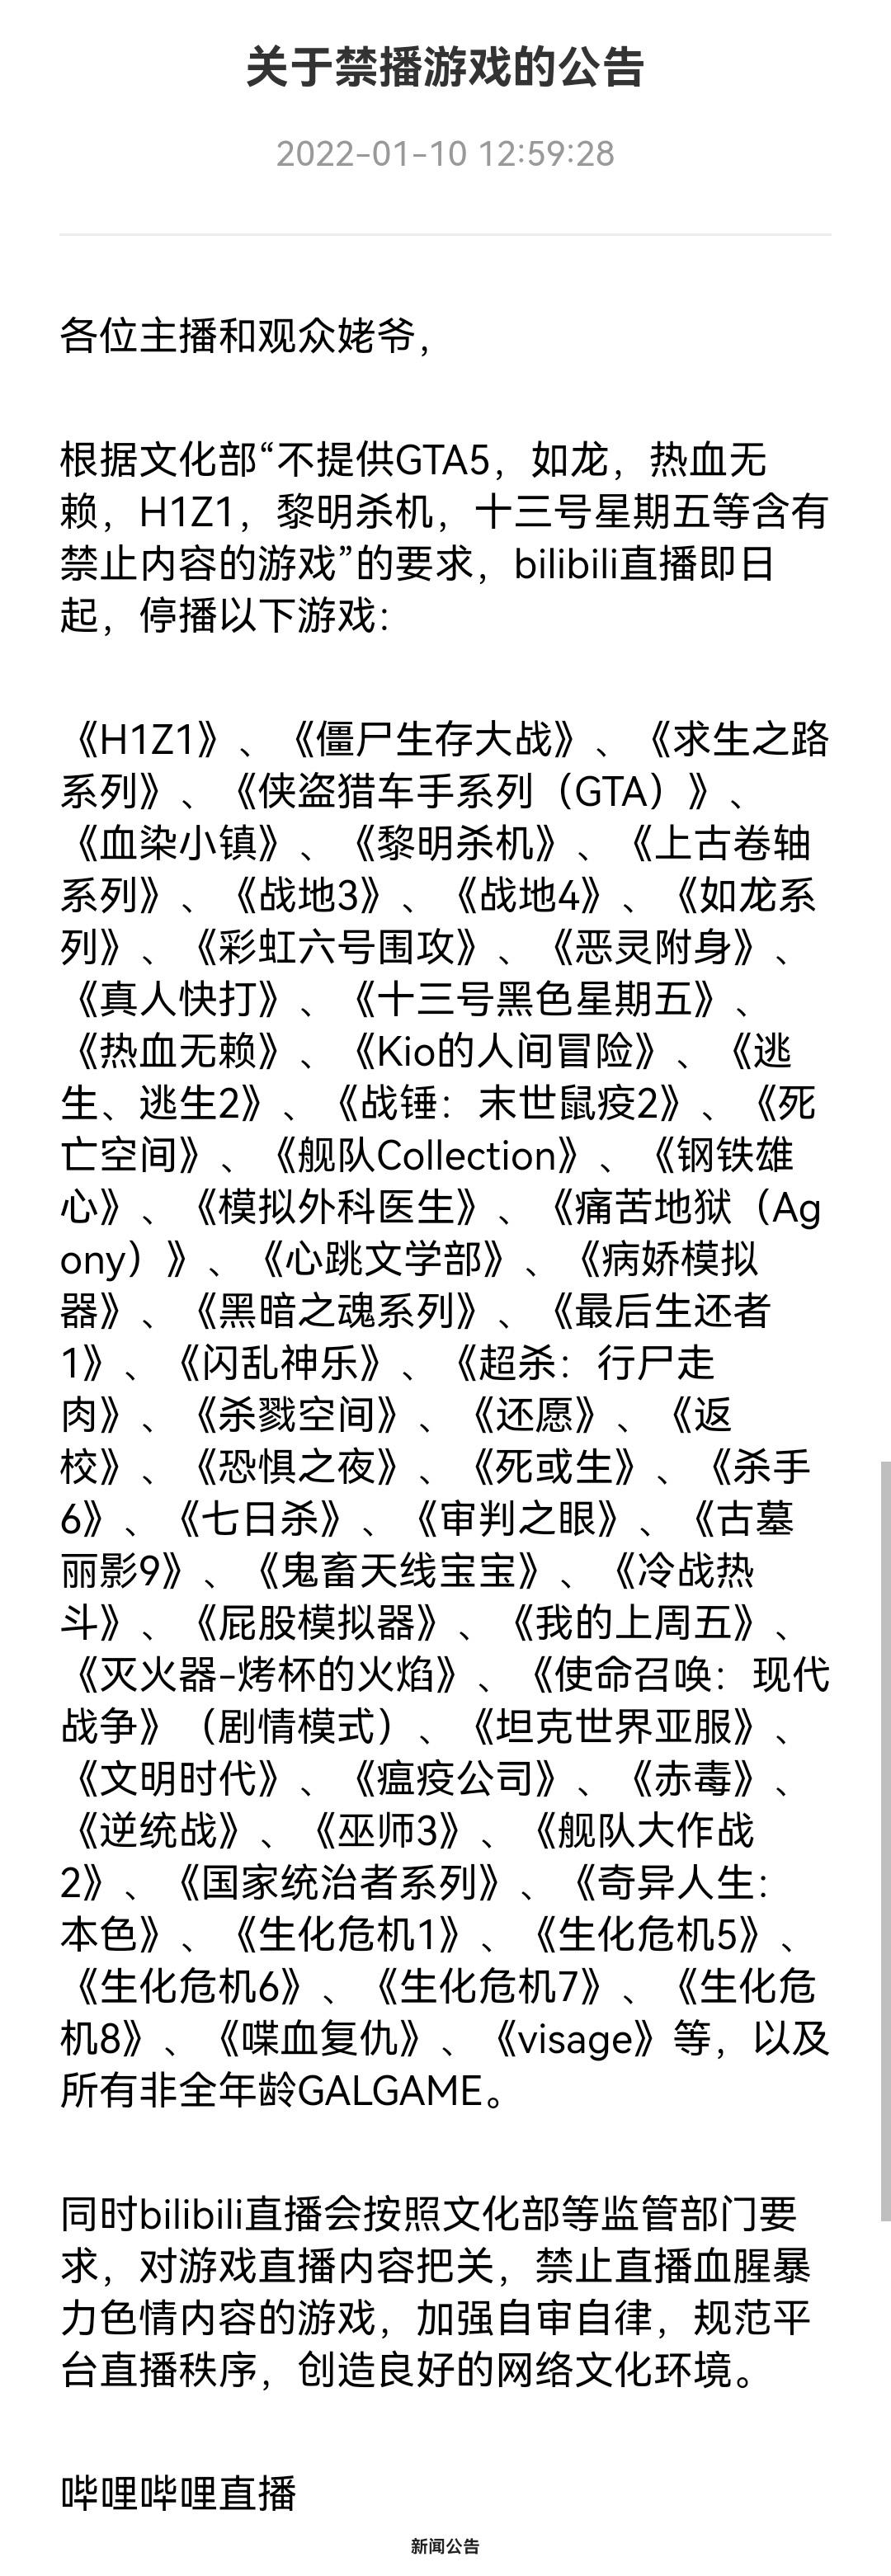 关于禁播游戏的公告
2022-01-10 12:59:28
各位主播和观众姥爷，
根据文化部“不提供GTA5，如龙，热血无
赖，H1Z1，黎明杀机，十三号星期五等含有
禁止内容的游戏”的要求，bilibili直播即日
起，停播以下游戏：
《H1Z1》、《僵尸生存大战》、《求生之路
系列》、《侠盗猎车手系列（GTA）》、
《血染小镇》、《黎明杀机》、《上古卷轴
系列》、《战地3》、《战地4》、《如龙系
列》、《彩虹六号围攻》、《恶灵附身》、
《真人快打》、《十三号黑色星期五》、
《热血无赖》、《Kio的人间冒险》、《逃
生、逃生2》、《战锤：末世鼠疫2》、《死
亡空间》、《舰队Collection》、《钢铁雄
心》、《模拟外科医生》、《痛苦地狱（Ag
ony）》、《心跳文学部》、《病娇模拟
器》、《黑暗之魂系列》、《最后生还者
1》、《闪乱神乐》、《超杀：行尸走
肉》、《杀戮空间》、《还愿》、《返
校》、《恐惧之夜》、《死或生》、《杀手
6》、《七日杀》、《审判之眼》、《古墓
丽影9》、《鬼畜天线宝宝》、《冷战热
斗》、《屁股模拟器》、《我的上周五》、
《灭火器-烤杯的火焰》、《使命召唤：现代
战争》（剧情模式）、《坦克世界亚服》、
《文明时代》、《瘟疫公司》、《赤毒》、
《逆统战》、《巫师3》、《舰队大作战
2》、《国家统治者系列》、《奇异人生：
本色》、《生化危机1》、《生化危机5》、
《生化危机6》、《生化危机7》、《生化危
机8》、《喋血复仇》、《visage》等，以及
所有非全年龄GALGAME。
同时bilibili直播会按照文化部等监管部门要
求，对游戏直播内容把关，禁止直播血腥暴
力色情内容的游戏，加强自审自律，规范平
台直播秩序，创造良好的网络文化环境。
哔哩哔哩直播
新闻公告